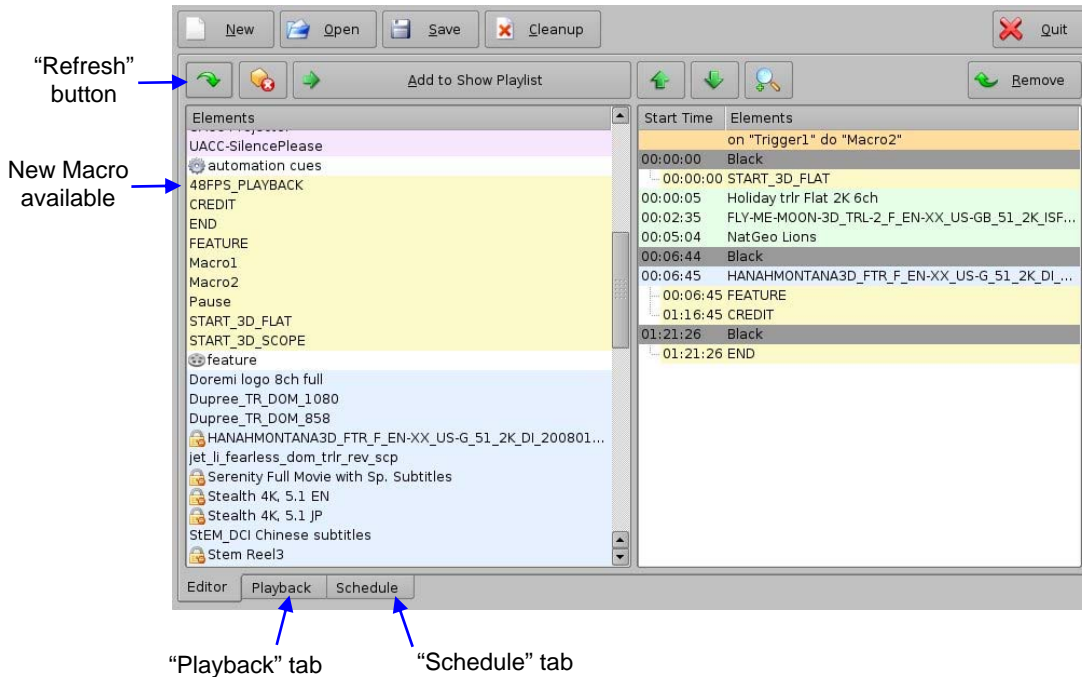 New
Open
Save
Cleanup
Quit
“Refresh” button
Add to Show Playlist
Remove
Elements
UACC-SilencePlease
automation cues
New Macro available
48FPS_PLAYBACK
CREDIT
END
FEATURE
Macro1
Macro2
Pause
START_3D_FLAT
START_3D_SCOPE
feature
Doremi logo 8ch full
Dupree_TR_DOM_1080
Dupree_TR_DOM_858
HANAHMONTANA3D_FTR_F_EN-XX_US-G_51_2K_DI_200801...
jet_li_fearless_dom_trlr_rev_scp
Serenity Full Movie with Sp. Subtitles
Stealth 4K, 5.1 EN
Stealth 4K, 5.1 JP
StEM_DCI Chinese subtitles
Stem Reel3
Start Time Elements
on "Trigger1" do "Macro2"
00:00:00 Black
00:00:00 START_3D_FLAT
00:00:05 Holiday trlr Flat 2K 6ch
00:02:35 FLY-ME-MOON-3D_TRL-2_F_EN-XX_US-GB_51_2K_ISF...
00:05:04 NatGeo Lions
00:06:44 Black
00:06:45 HANAHMONTANA3D_FTR_F_EN-XX_US-G_51_2K_DI_...
00:06:45 FEATURE
01:16:45 CREDIT
01:21:26 Black
01:21:26 END
Editor Playback Schedule
“Playback” tab
“Schedule” tab